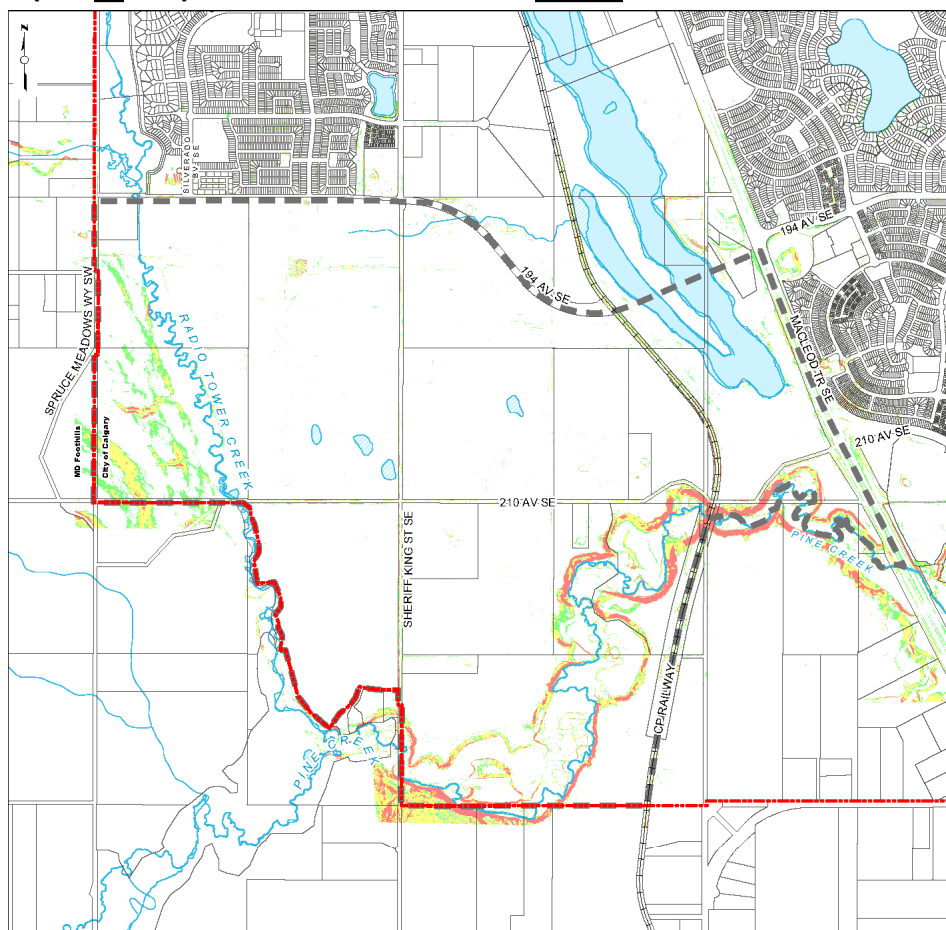 N
SILVERADO
BV SE
194 AV SE
194 AV SE
SPRUCE MEADOWS WY SW
RADIO TOWER CREEK
MACLEOD TR SE
210 AV SE
MD Foothills
City of Calgary
210 AV SE
SHERIFF KING ST SE
PINE CREEK
CP RAILWAY
PINE CREEK